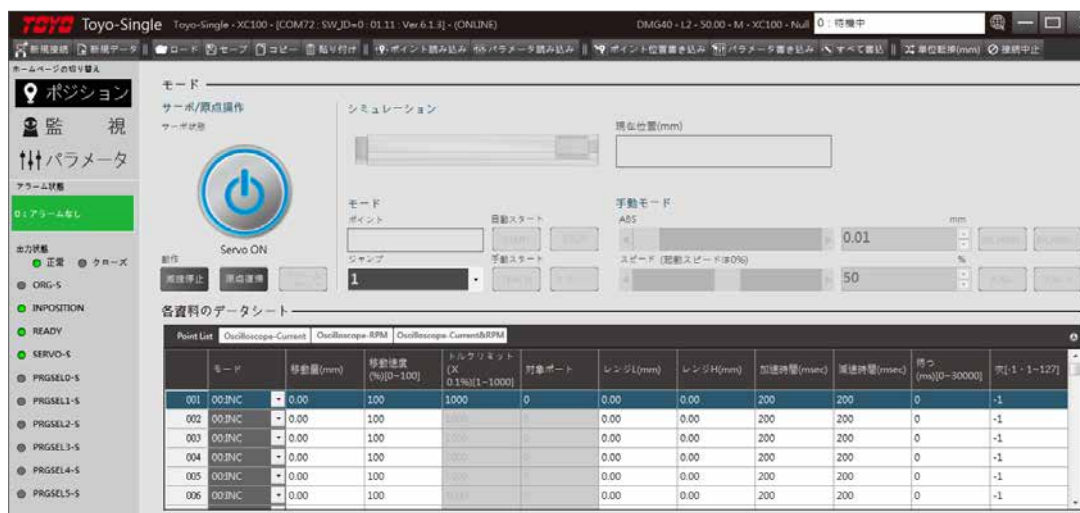 TOYO Toyo-Single Toyo-Single - XC100 - [COM72 : SW_ID=0 : 01.11 : Ver.6.1.3] - (ONLINE) DMG40 - L2 - 50.00 - M - XC100 - Null 0 : 待機中
新規接続 新規データ ロード セーブ コピー 貼り付け ポイント読み込み パラメータ読み込み ポイント位置書き込み パラメータ書き込み すべて書込 単位転換(mm) 接続中止
ホームページの切り替え
ポジション
監 視
パラメータ
アラーム状態
0 : アラームなし
出力状態
正常 クローズ
ORG-S
INPOSITION
READY
SERVO-S
PRGSEL0-S
PRGSEL1-S
PRGSEL2-S
PRGSEL3-S
PRGSEL4-S
PRGSEL5-S
モード
サーボ/原点操作
サーボ状態
Servo ON
動作
減速停止 原点復帰
シミュレーション
現在位置(mm)
モード
ポイント 自動スタート
ジャンプ 手動スタート
1
手動モード
ABS mm
0.01
スピード (起動スピードは0%) %
50
各資料のデータシート
Point List Oscilloscope-Current Oscilloscope-RPM Oscilloscope-Current&RPM
モード 移動量(mm) 移動速度(%)[0~100] トルクリミット(X 0.1%)[1~1000] 対象ポート レンジL(mm) レンジH(mm) 加速時間(msec) 減速時間(msec) 待つ(ms)[0~30000] 次[-1・1~127]
001 00:INC 0.00 100 1000 0 0.00 0.00 200 200 0 -1
002 00:INC 0.00 100 0.00 0.00 200 200 0 -1
003 00:INC 0.00 100 0.00 0.00 200 200 0 -1
004 00:INC 0.00 100 0.00 0.00 200 200 0 -1
005 00:INC 0.00 100 0.00 0.00 200 200 0 -1
006 00:INC 0.00 100 0.00 0.00 200 200 0 -1